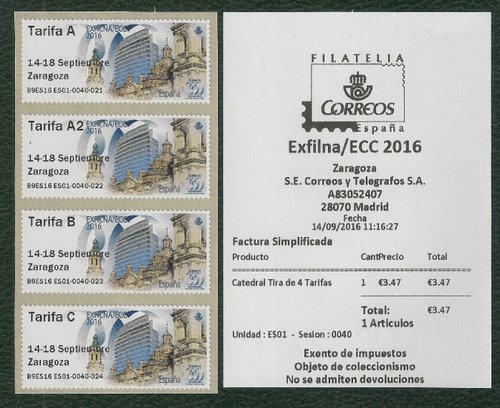 Tarifa A
EXFILNA/ECC
2016
14-18 Septiembre
Zaragoza
B9ES16 ES01-0040-021
España
Tarifa A2
EXFILNA/ECC
2016
14-18 Septiembre
Zaragoza
B9ES16 ES01-0040-022
España
Tarifa B
EXFILNA/ECC
2016
14-18 Septiembre
Zaragoza
B9ES16 ES01-0040-023
España
Tarifa C
EXFILNA/ECC
2016
14-18 Septiembre
Zaragoza
B9ES16 ES01-0040-024
España
FILATELIA
CORREOS
España
Exfilna/ECC 2016
Zaragoza
S.E. Correos y Telegrafos S.A.
A83052407
28070 Madrid
Fecha
14/09/2016 11:16:27
Factura Simplificada
Producto CantPrecio Total
Catedral Tira de 4 Tarifas 1 €3.47 €3.47
Total: €3.47
1 Articulos
Unidad : ES01 - Sesion : 0040
Exento de impuestos
Objeto de coleccionismo
No se admiten devoluciones